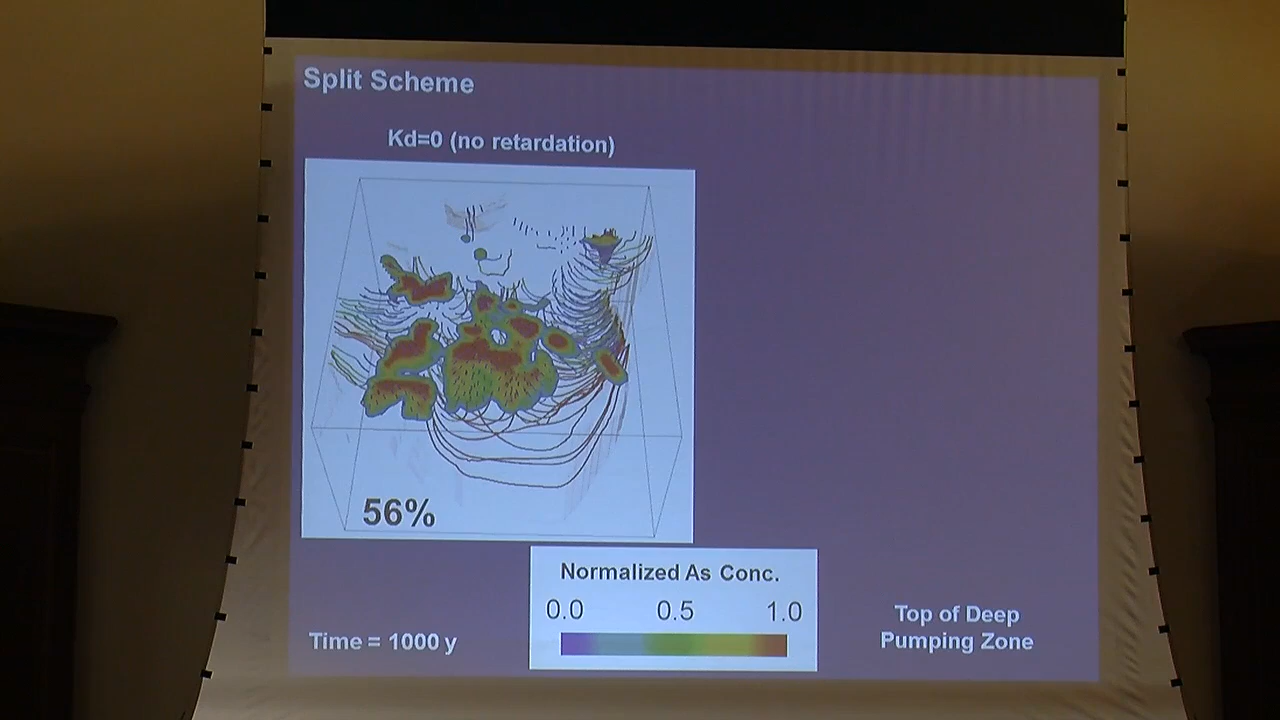 Split Scheme
Kd=0 (no retardation)
56%
Normalized As Conc.
0.0 0.5 1.0
Time = 1000 y
Top of Deep
Pumping Zone